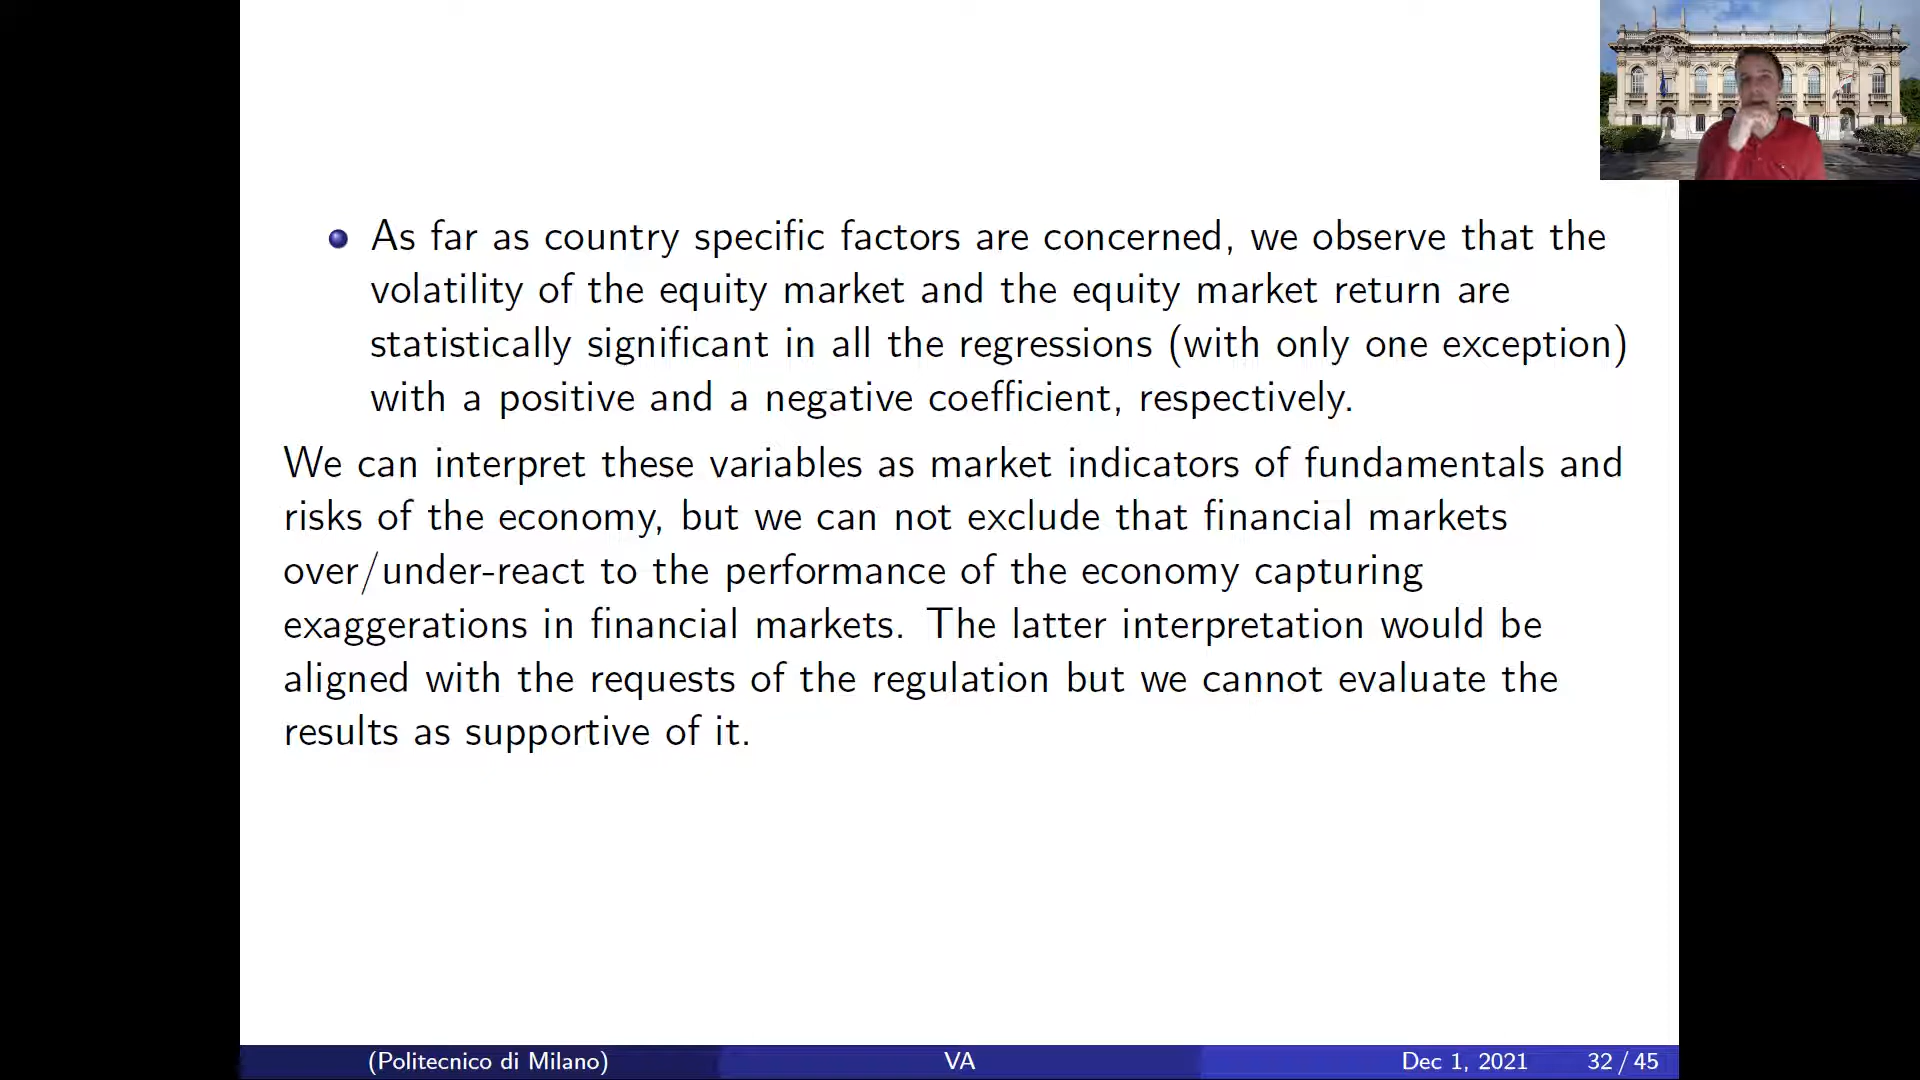 As far as country specific factors are concerned, we observe that the
volatility of the equity market and the equity market return are
statistically significant in all the regressions (with only one exception)
with a positive and a negative coefficient, respectively.
We can interpret these variables as market indicators of fundamentals and
risks of the economy, but we can not exclude that financial markets
over/under-react to the performance of the economy capturing
exaggerations in financial markets. The latter interpretation would be
aligned with the requests of the regulation but we cannot evaluate the
results as supportive of it.
(Politecnico di Milano) VA Dec 1, 2021 32 / 45